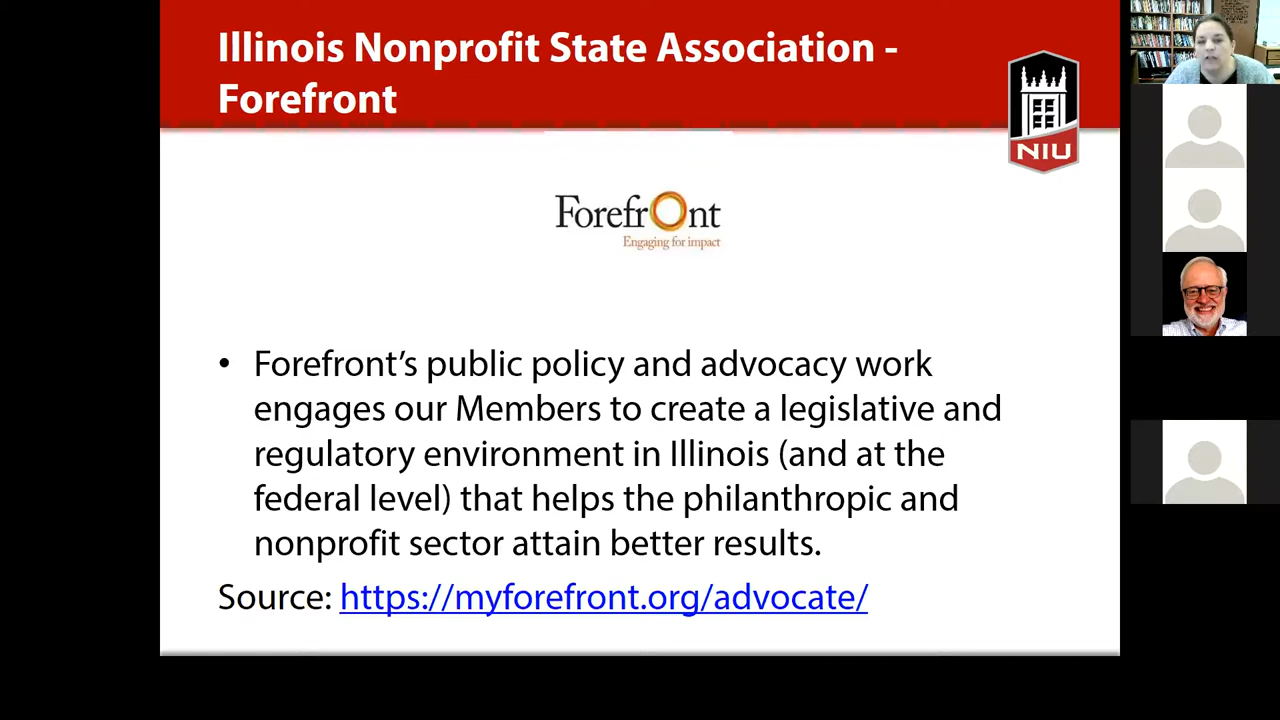 Illinois Nonprofit State Association -
Forefront
NIU
Forefront
Engaging for impact
• Forefront’s public policy and advocacy work
engages our Members to create a legislative and
regulatory environment in Illinois (and at the
federal level) that helps the philanthropic and
nonprofit sector attain better results.
Source: https://myforefront.org/advocate/